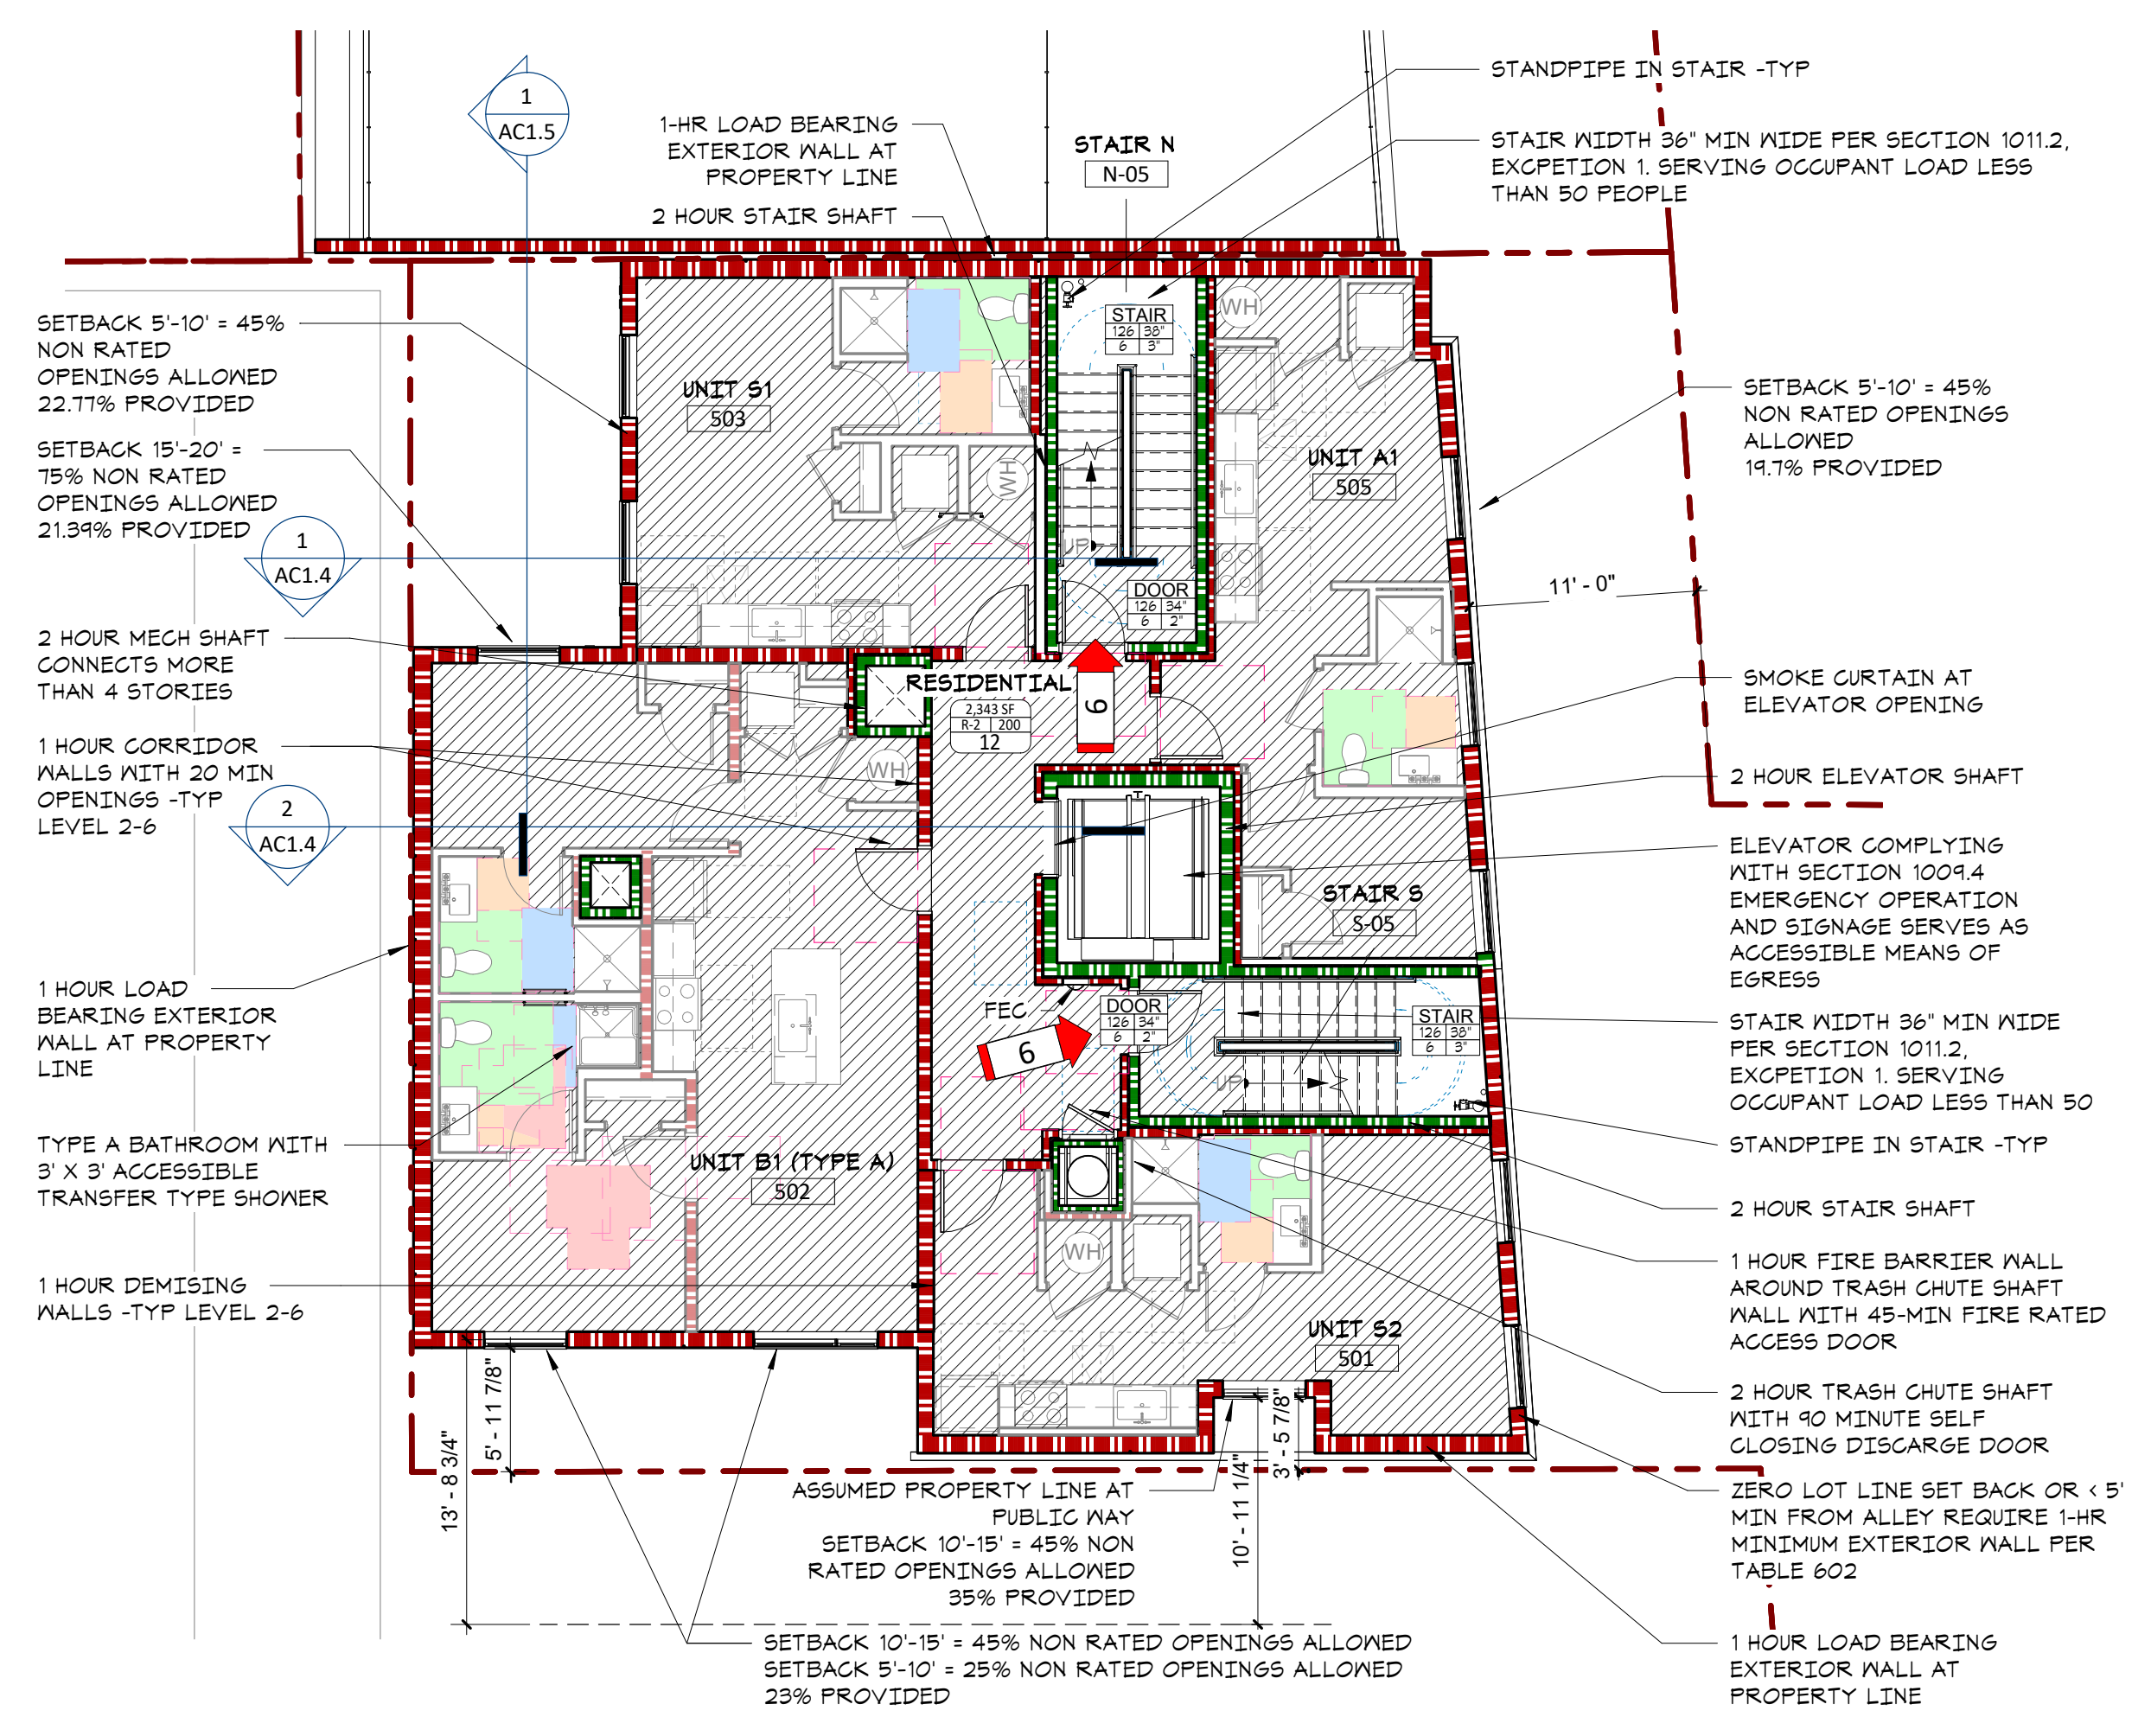 1
AC1.5
STANDPIPE IN STAIR -TYP
1-HR LOAD BEARING
EXTERIOR WALL AT
PROPERTY LINE
2 HOUR STAIR SHAFT
STAIR N
N-05
STAIR WIDTH 36" MIN WIDE PER SECTION 1011.2,
EXCPETION 1. SERVING OCCUPANT LOAD LESS
THAN 50 PEOPLE
SETBACK 5'-10' = 45%
NON RATED
OPENINGS ALLOWED
22.77% PROVIDED
SETBACK 15'-20' =
75% NON RATED
OPENINGS ALLOWED
21.39% PROVIDED
1
AC1.4
2 HOUR MECH SHAFT
CONNECTS MORE
THAN 4 STORIES
1 HOUR CORRIDOR
WALLS WITH 20 MIN
OPENINGS -TYP
LEVEL 2-6
2
AC1.4
1 HOUR LOAD
BEARING EXTERIOR
WALL AT PROPERTY
LINE
TYPE A BATHROOM WITH
3' X 3' ACCESSIBLE
TRANSFER TYPE SHOWER
1 HOUR DEMISING
WALLS -TYP LEVEL 2-6
UNIT S1
503
WH
STAIR
126 38"
6 3"
UP
DOOR
126 34"
6 2"
WH
UNIT A1
505
RESIDENTIAL
2,343 SF
R-2 200
12
6
WH
STAIR S
S-05
FEC
6
DOOR
126 34"
6 2"
STAIR
126 38"
6 3"
UP
UNIT B1 (TYPE A)
502
WH
UNIT S2
501
SETBACK 5'-10' = 45%
NON RATED OPENINGS
ALLOWED
19.7% PROVIDED
11' - 0"
SMOKE CURTAIN AT
ELEVATOR OPENING
2 HOUR ELEVATOR SHAFT
ELEVATOR COMPLYING
WITH SECTION 1009.4
EMERGENCY OPERATION
AND SIGNAGE SERVES AS
ACCESSIBLE MEANS OF
EGRESS
STAIR WIDTH 36" MIN WIDE
PER SECTION 1011.2,
EXCPETION 1. SERVING
OCCUPANT LOAD LESS THAN 50
STANDPIPE IN STAIR -TYP
2 HOUR STAIR SHAFT
1 HOUR FIRE BARRIER WALL
AROUND TRASH CHUTE SHAFT
WALL WITH 45-MIN FIRE RATED
ACCESS DOOR
2 HOUR TRASH CHUTE SHAFT
WITH 90 MINUTE SELF
CLOSING DISCARGE DOOR
ZERO LOT LINE SET BACK OR < 5'
MIN FROM ALLEY REQUIRE 1-HR
MINIMUM EXTERIOR WALL PER
TABLE 602
1 HOUR LOAD BEARING
EXTERIOR WALL AT
PROPERTY LINE
13' - 8 3/4"
5' - 11 7/8"
10' - 11 1/4"
3' - 5 7/8"
ASSUMED PROPERTY LINE AT
PUBLIC WAY
SETBACK 10'-15' = 45% NON
RATED OPENINGS ALLOWED
35% PROVIDED
SETBACK 10'-15' = 45% NON RATED OPENINGS ALLOWED
SETBACK 5'-10' = 25% NON RATED OPENINGS ALLOWED
23% PROVIDED